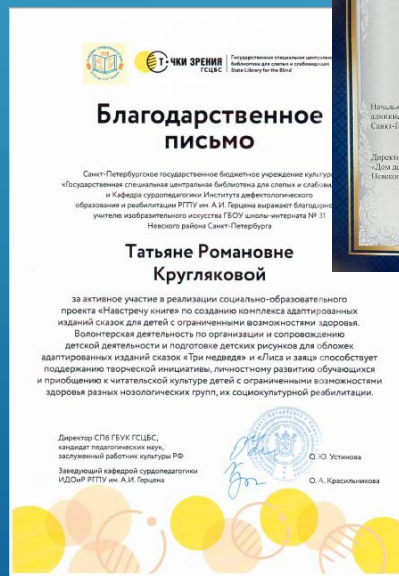 Т•ЧКИ ЗРЕНИЯ
ГСЦБС
Государственная специальная центральная
библиотека для слепых и слабовидящих
State Library for the Blind
Благодарственное
письмо
Санкт-Петербургское государственное бюджетное учреждение культуры
«Государственная специальная центральная библиотека для слепых и слабовид
и Кафедра сурдопедагогики Института дефектологического
образования и реабилитации РГПУ им. А.И. Герцена выражают благодарно
учителю изобразительного искусства ГБОУ школы-интерната № 31
Невского района Санкт-Петербурга
Татьяне Романовне
Кругляковой
за активное участие в реализации социально-образовательного
проекта «Навстречу книге» по созданию комплекса адаптированных
изданий сказок для детей с ограниченными возможностями здоровья.
Волонтерская деятельность по организации и сопровождению
детской деятельности и подготовке детских рисунков для обложек
адаптированных изданий сказок «Три медведя» и «Лиса и заяц» способствует
поддержанию творческой инициативы, личностному развитию обучающихся
и приобщению к читательской культуре детей с ограниченными возможностями
здоровья разных нозологических групп, их социокультурной реабилитации.
Директор СПб ГБУК ГСЦБС,
кандидат педагогических наук,
заслуженный работник культуры РФ
О. Ю. Устинова
Заведующий кафедрой сурдопедагогики
ИДОиР РГПУ им. А.И. Герцена
О. А. Красильникова
Начальн
админис
Санкт-П
Директо
«Дом де
Невског